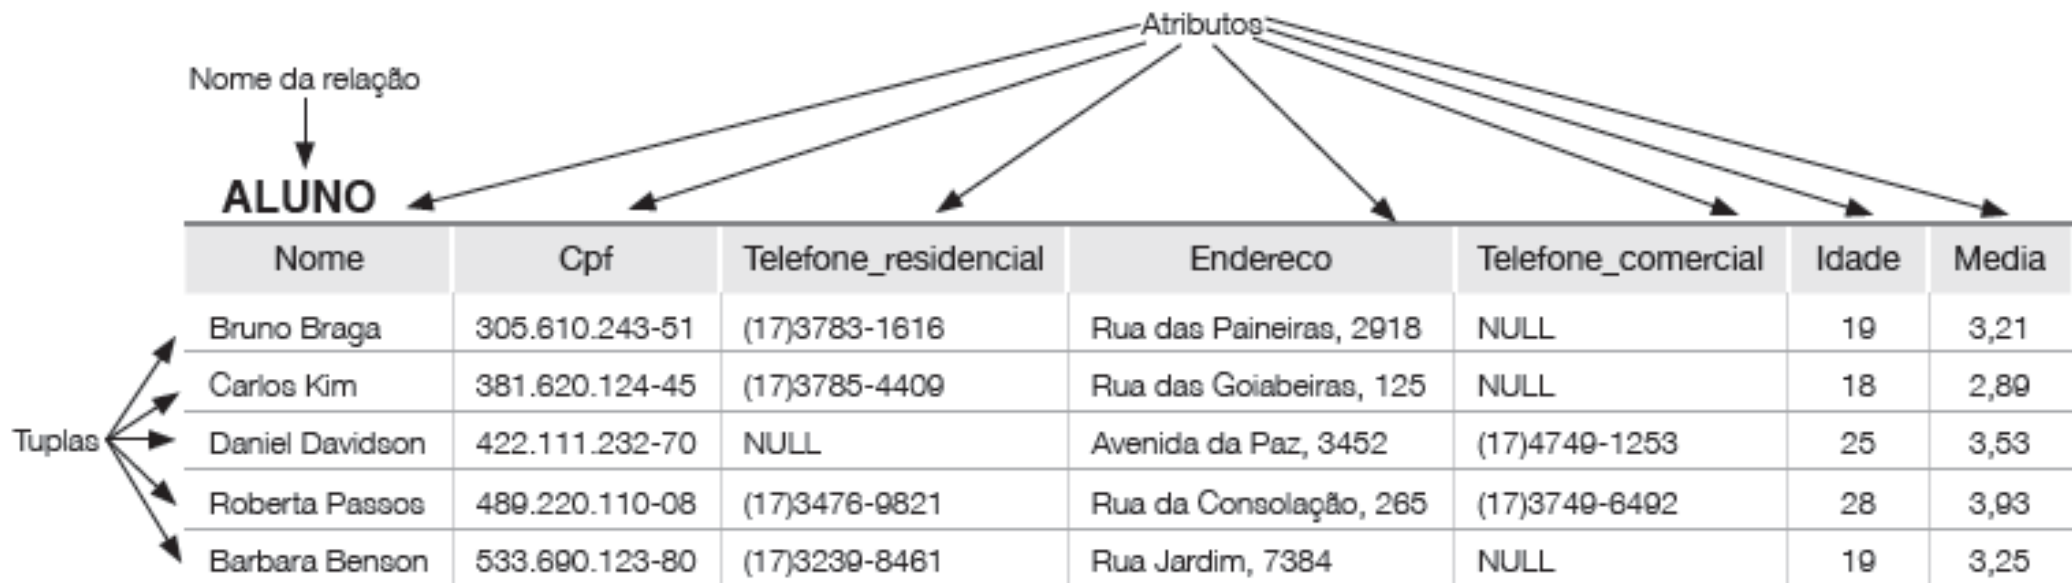 Atributos
Nome da relação
ALUNO
Nome Cpf Telefone_residencial Endereco Telefone_comercial Idade Media
Bruno Braga 305.610.243-51 (17)3783-1616 Rua das Paineiras, 2918 NULL 19 3,21
Carlos Kim 381.620.124-45 (17)3785-4409 Rua das Goiabeiras, 125 NULL 18 2,89
Tuplas Daniel Davidson 422.111.232-70 NULL Avenida da Paz, 3452 (17)4749-1253 25 3,53
Roberta Passos 489.220.110-08 (17)3476-9821 Rua da Consolação, 265 (17)3749-6492 28 3,93
Barbara Benson 533.690.123-80 (17)3239-8461 Rua Jardim, 7384 NULL 19 3,25